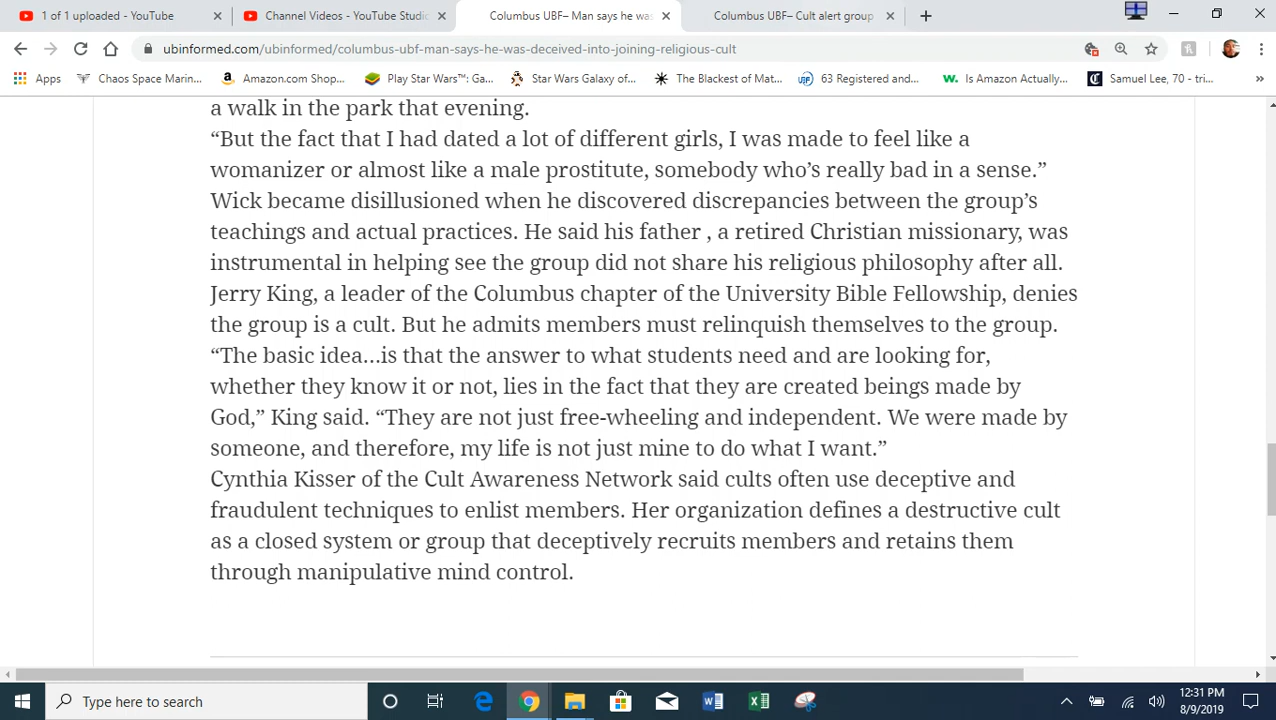 1 of 1 uploaded - YouTube
Channel Videos - YouTube Studi
Columbus UBF– Man says he was
Columbus UBF– Cult alert group
ubinformed.com/ubinformed/columbus-ubf-man-says-he-was-deceived-into-joining-religious-cult
Apps
Chaos Space Marin...
Amazon.com Shop...
Play Star Wars™: Ga...
Star Wars Galaxy of...
The Blackest of Mat...
63 Registered and...
Is Amazon Actually...
Samuel Lee, 70 - tri...
a walk in the park that evening.
“But the fact that I had dated a lot of different girls, I was made to feel like a
womanizer or almost like a male prostitute, somebody who’s really bad in a sense.”
Wick became disillusioned when he discovered discrepancies between the group’s
teachings and actual practices. He said his father , a retired Christian missionary, was
instrumental in helping see the group did not share his religious philosophy after all.
Jerry King, a leader of the Columbus chapter of the University Bible Fellowship, denies
the group is a cult. But he admits members must relinquish themselves to the group.
“The basic idea…is that the answer to what students need and are looking for,
whether they know it or not, lies in the fact that they are created beings made by
God,” King said. “They are not just free-wheeling and independent. We were made by
someone, and therefore, my life is not just mine to do what I want.”
Cynthia Kisser of the Cult Awareness Network said cults often use deceptive and
fraudulent techniques to enlist members. Her organization defines a destructive cult
as a closed system or group that deceptively recruits members and retains them
through manipulative mind control.
Type here to search
12:31 PM
8/9/2019